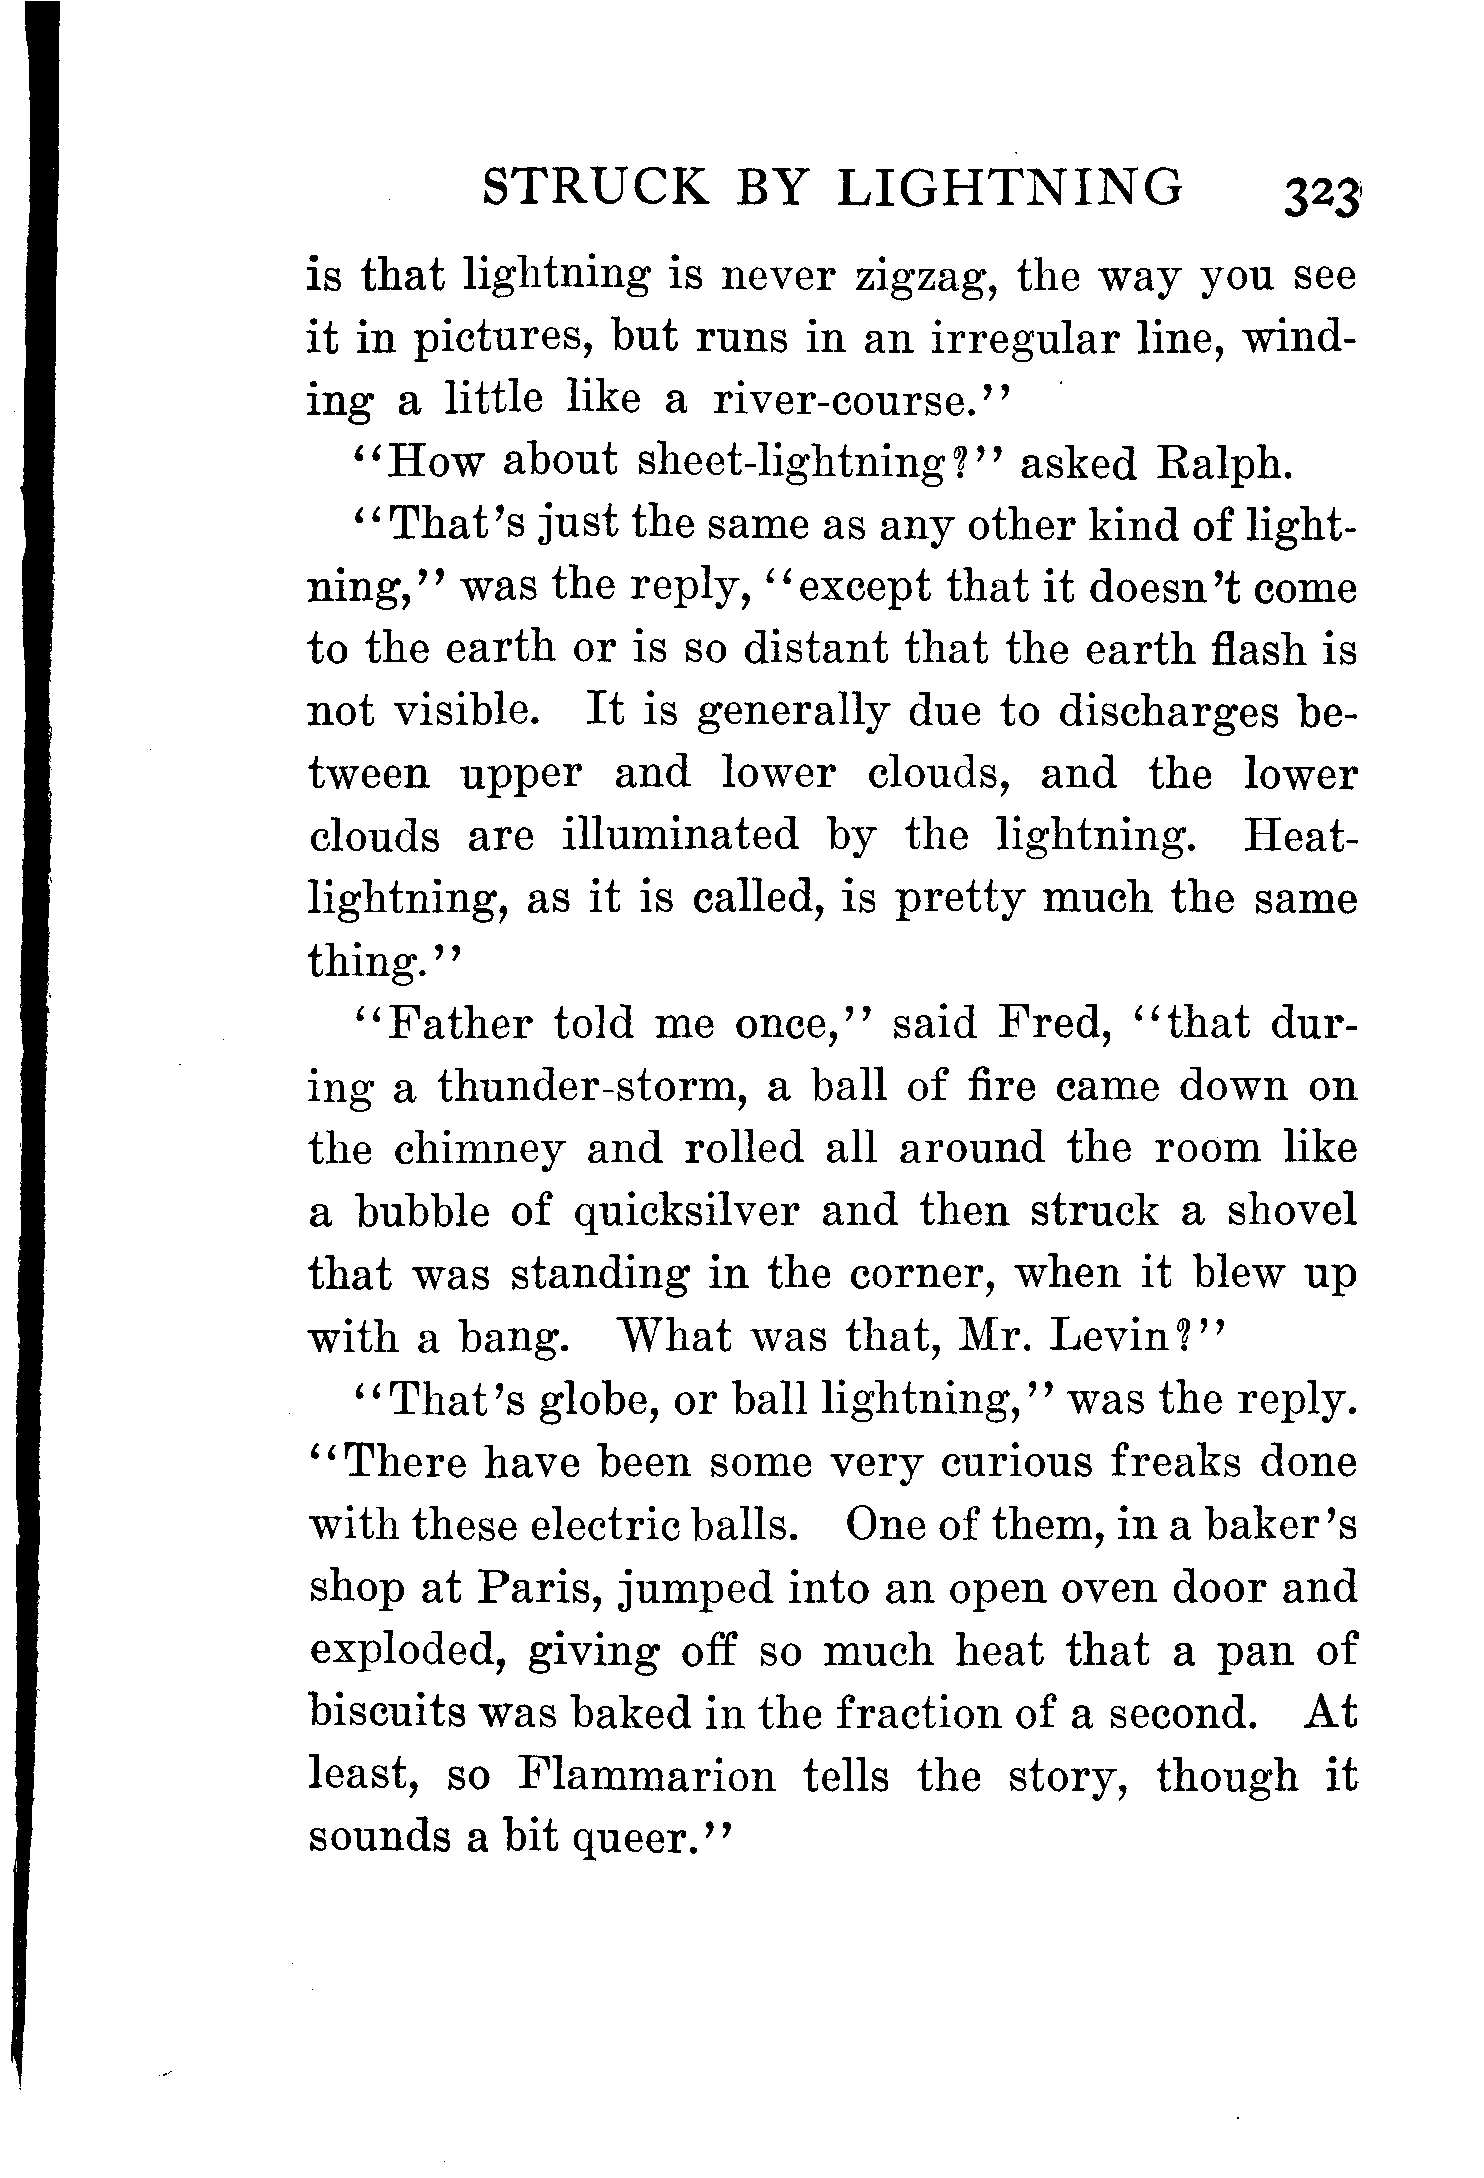 STRUCK BY LIGHTNING 323
is that lightning is never zigzag, the way you see
it in pictures, but runs in an irregular line, wind-
ing a little like a river-course."
"How about sheet-lightning?" asked Ralph.
"That's just the same as any other kind of light-
ning," was the reply, "except that it doesn't come
to the earth or is so distant that the earth flash is
not visible. It is generally due to discharges be-
tween upper and lower clouds, and the lower
clouds are illuminated by the lightning. Heat-
lightning, as it is called, is pretty much the same
thing."
"Father told me once," said Fred, "that dur-
ing a thunder-storm, a ball of fire came down on
the chimney and rolled all around the room like
a bubble of quicksilver and then struck a shovel
that was standing in the corner, when it blew up
with a bang. What was that, Mr. Levin?"
"That's globe, or ball lightning," was the reply.
"There have been some very curious freaks done
with these electric balls. One of them, in a baker's
shop at Paris, jumped into an open oven door and
exploded, giving off so much heat that a pan of
biscuits was baked in the fraction of a second. At
least, so Flammarion tells the story, though it
sounds a bit queer."